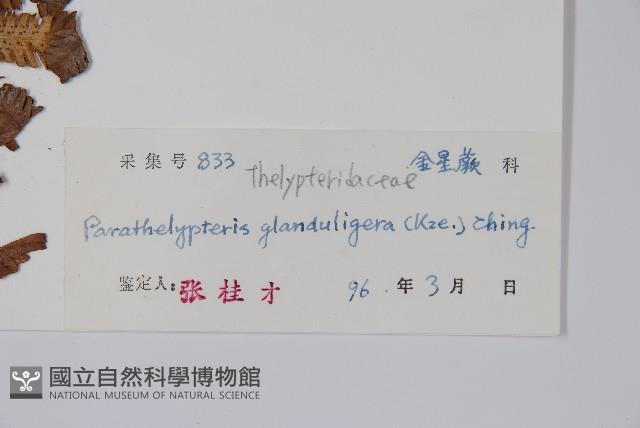 采集号 833 金星蕨 科
Thelypteridaceae
Parathelypteris glanduligera (Kze.) Ching.
鉴定人: 张桂才 96. 年 3 月 日
國立自然科學博物館
NATIONAL MUSEUM OF NATURAL SCIENCE